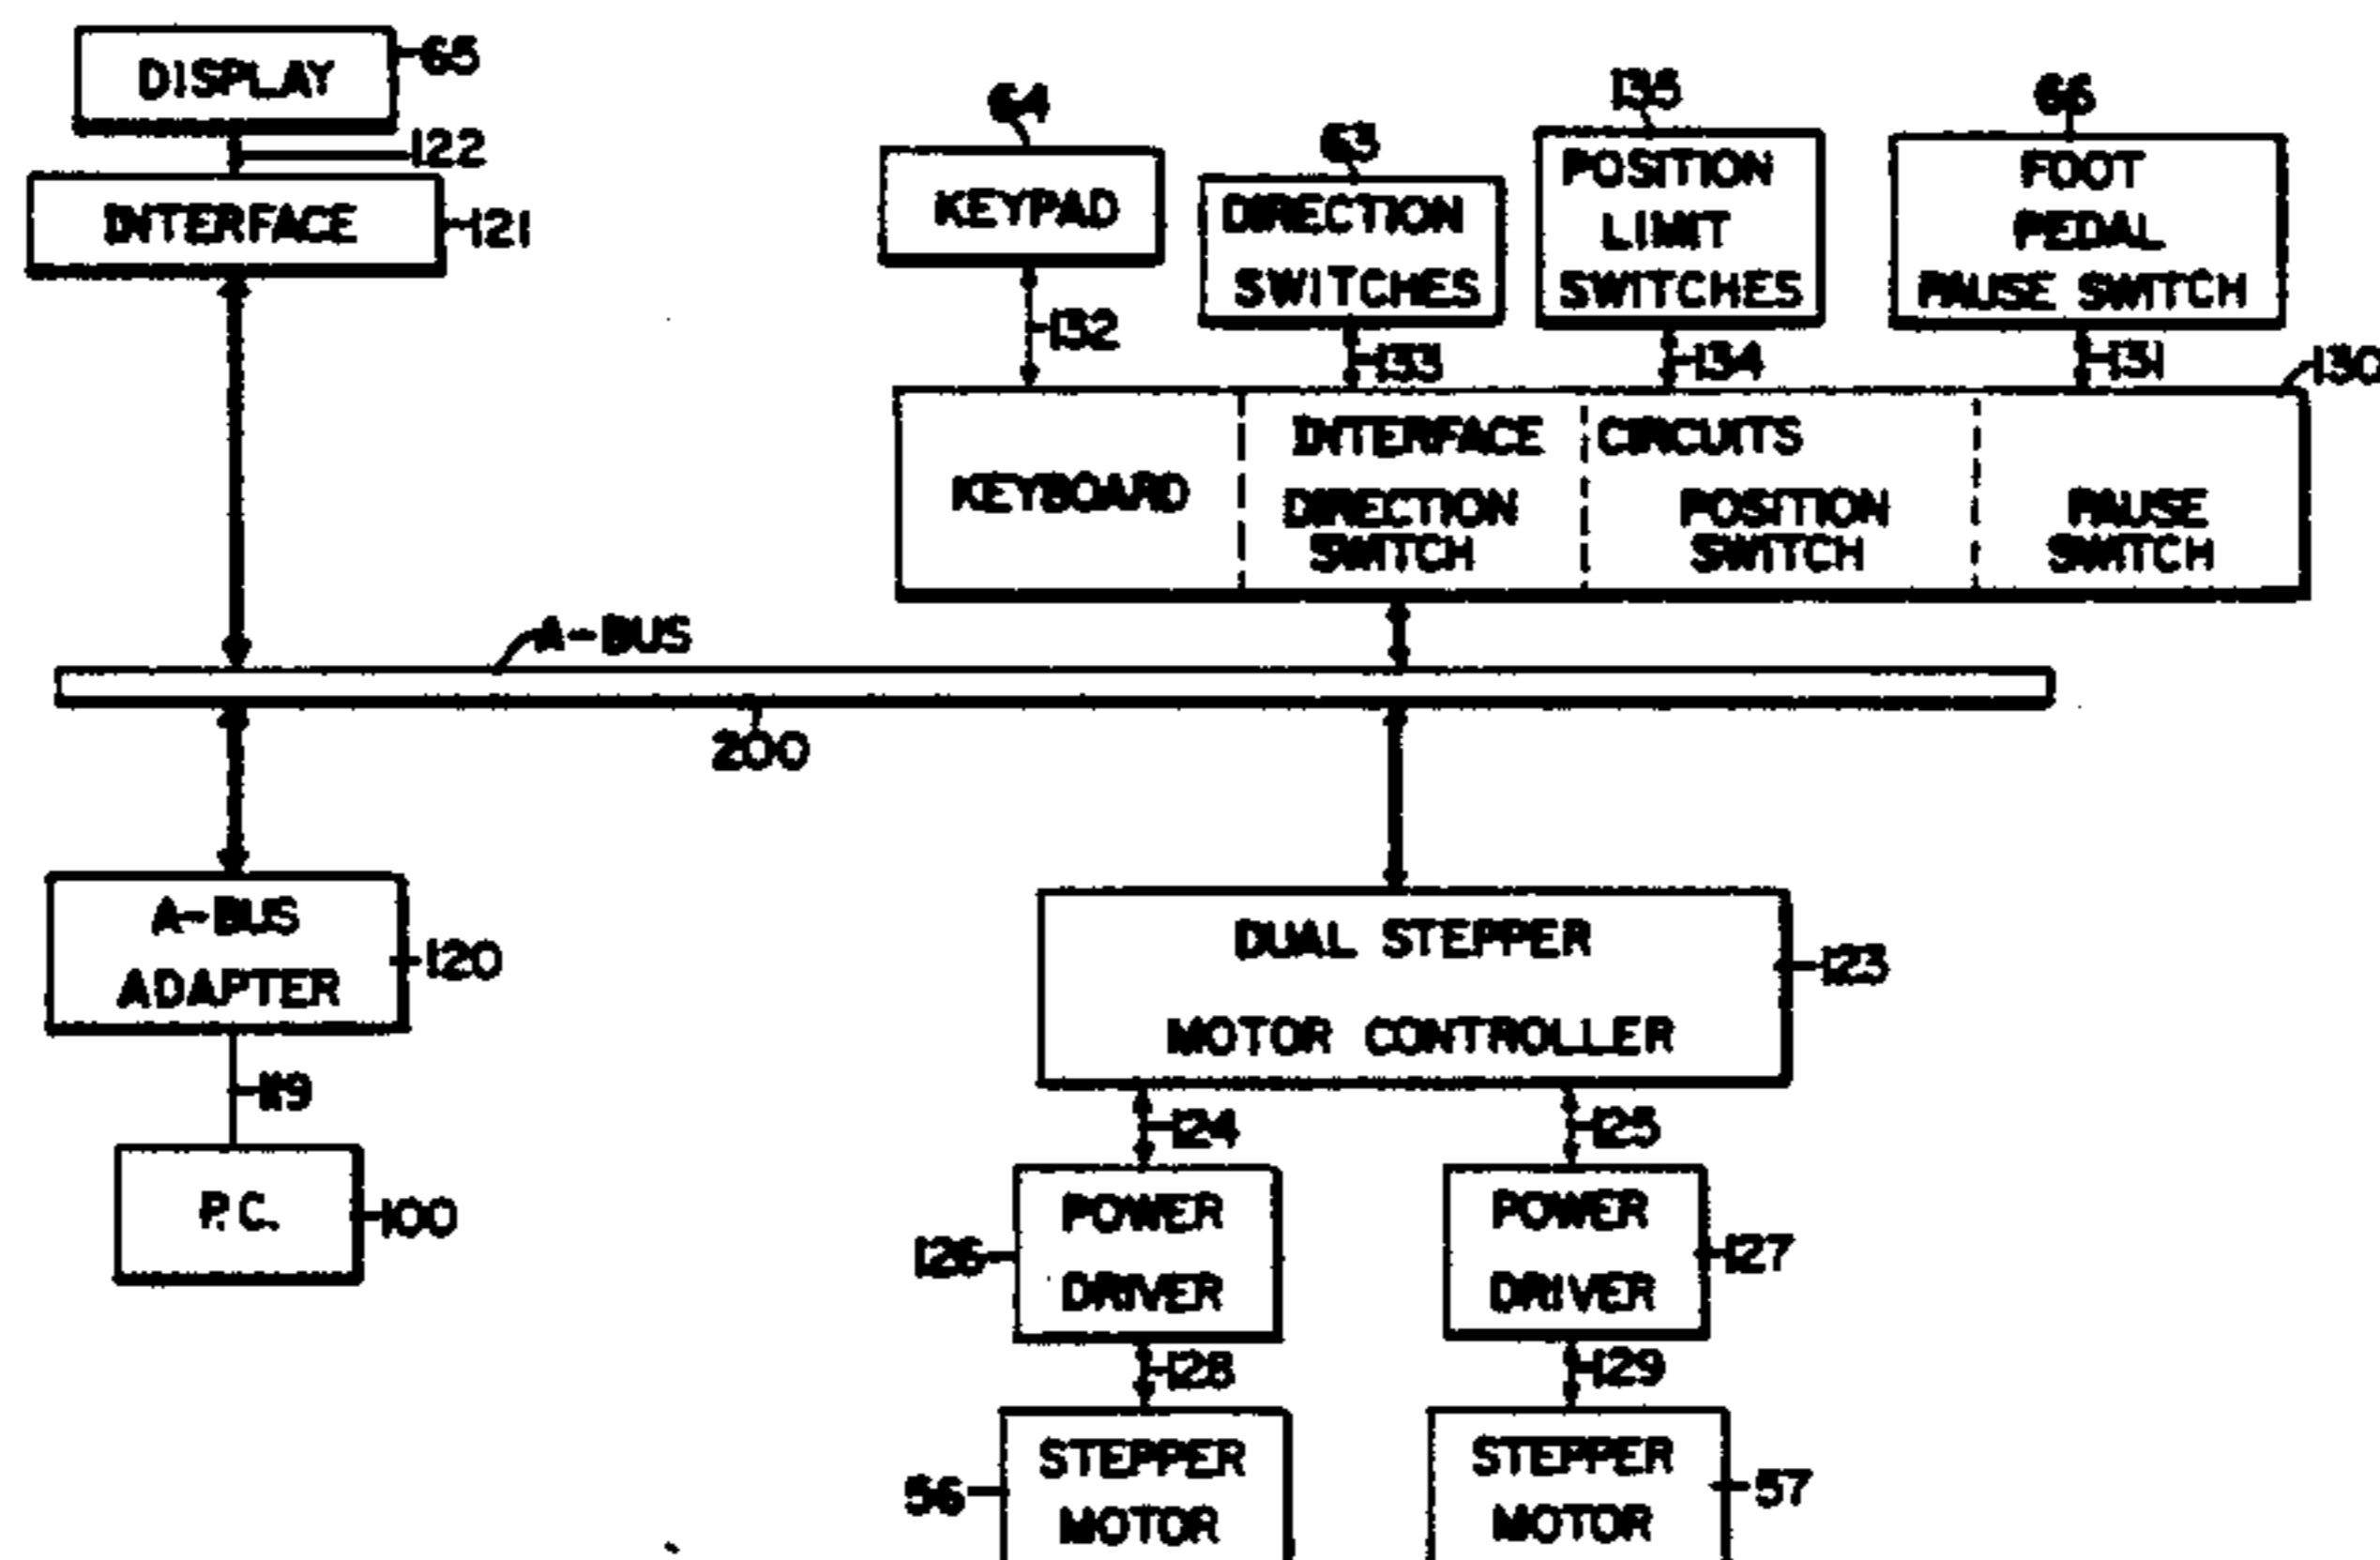 DISPLAY
65
122
INTERFACE
121
64
KEYPAD
132
63
DIRECTION
SWITCHES
133
135
POSITION
LIMIT
SWITCHES
134
66
FOOT
PEDAL
PAUSE SWITCH
131
130
INTERFACE CIRCUITS
KEYBOARD
DIRECTION
SWITCH
POSITION
SWITCH
PAUSE
SWITCH
A-BUS
200
A-BUS
ADAPTER
120
119
P.C.
100
DUAL STEPPER
MOTOR CONTROLLER
123
124
125
POWER
DRIVER
126
POWER
DRIVER
127
128
129
STEPPER
MOTOR
56
STEPPER
MOTOR
57